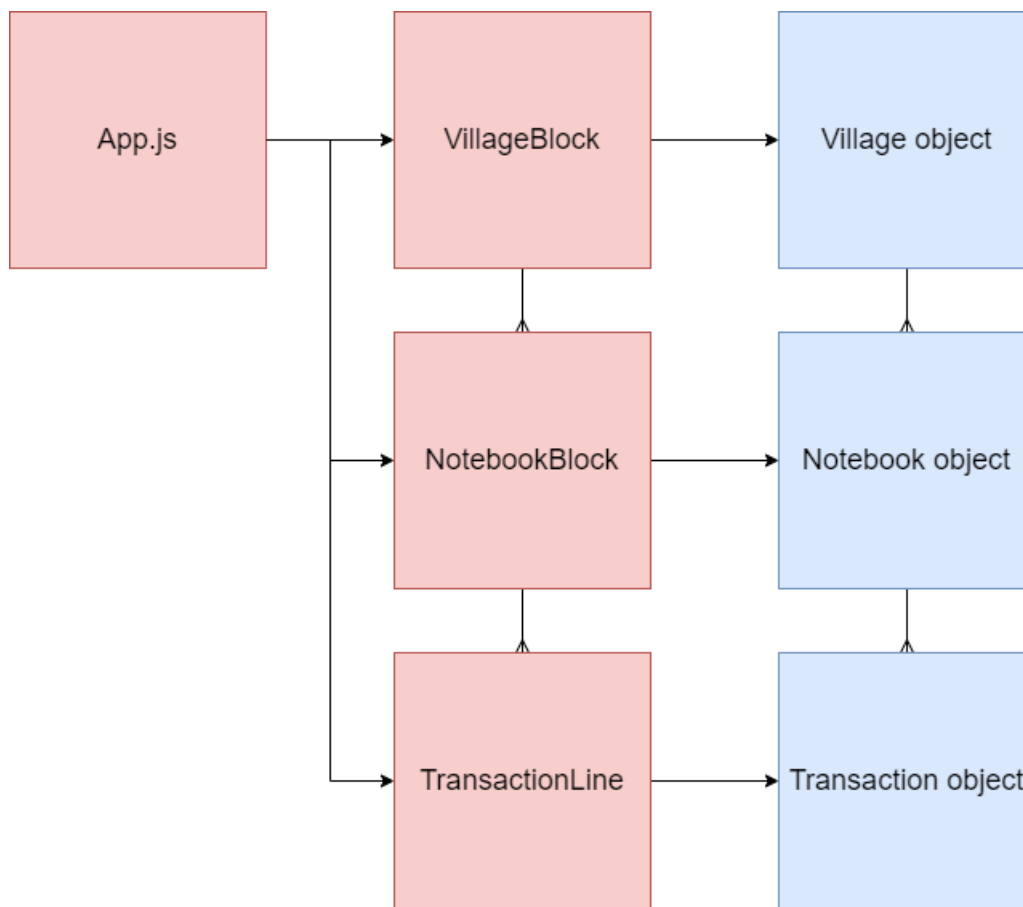 App.js
VillageBlock
Village object
NotebookBlock
Notebook object
TransactionLine
Transaction object